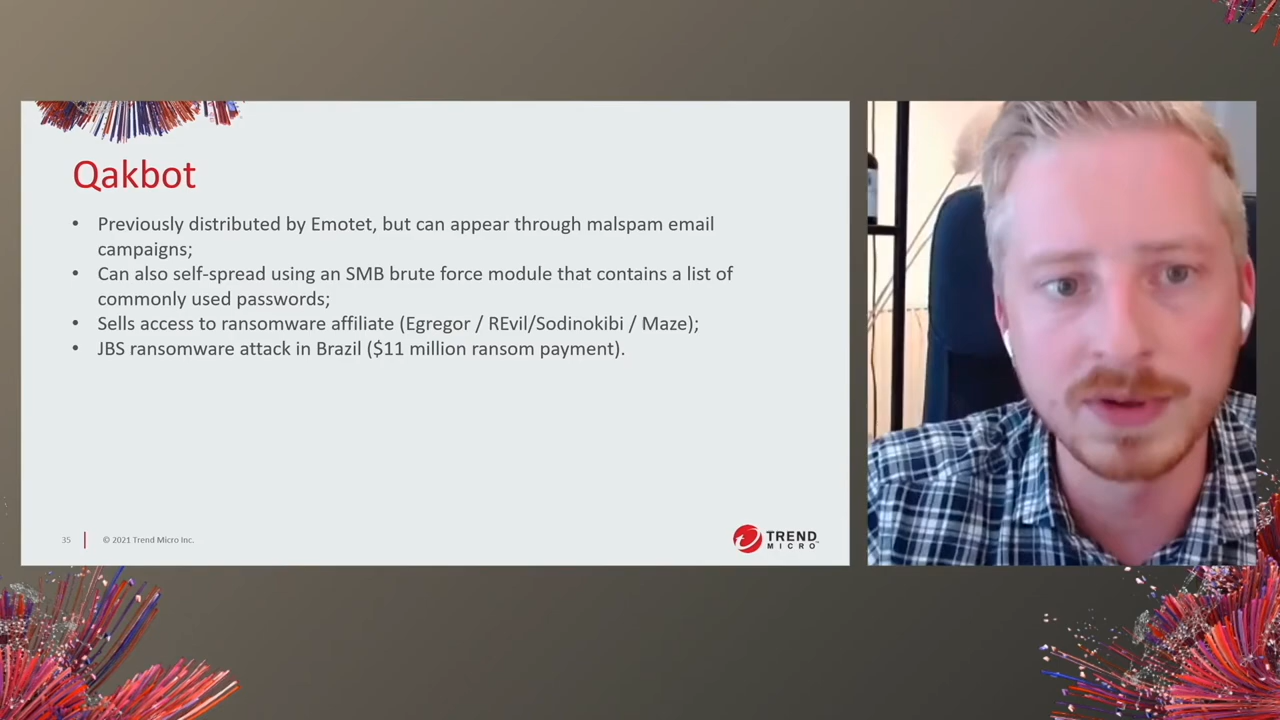 Qakbot
• Previously distributed by Emotet, but can appear through malspam email
campaigns;
• Can also self-spread using an SMB brute force module that contains a list of
commonly used passwords;
• Sells access to ransomware affiliate (Egregor / REvil/Sodinokibi / Maze);
• JBS ransomware attack in Brazil ($11 million ransom payment).
35
© 2021 Trend Micro Inc.
TREND
MICRO